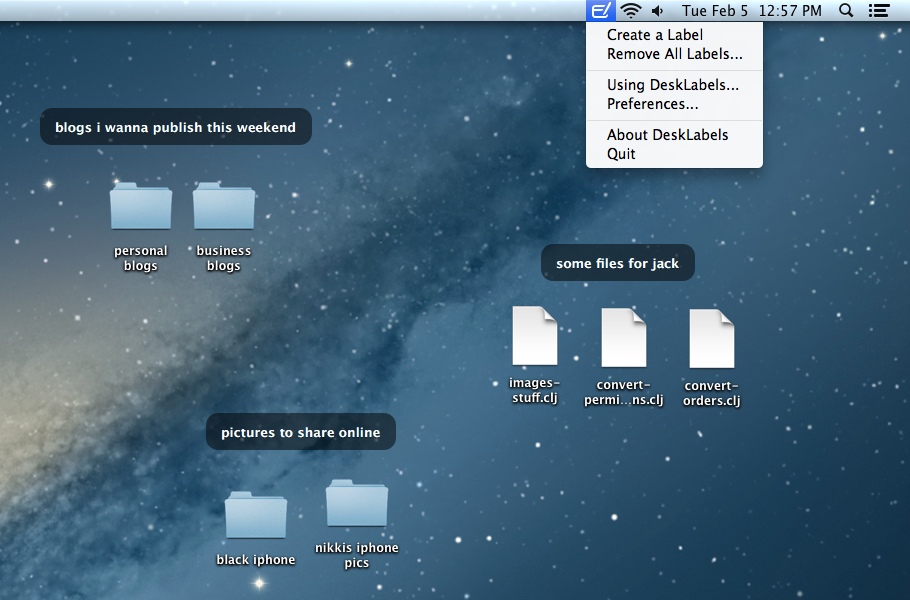 Tue Feb 5 12:57 PM
Create a Label
Remove All Labels...
Using DeskLabels...
Preferences...
About DeskLabels
Quit
blogs i wanna publish this weekend
personal
blogs
business
blogs
some files for jack
images-
stuff.clj
convert-
permi...ns.clj
convert-
orders.clj
pictures to share online
black iphone
nikkis iphone
pics